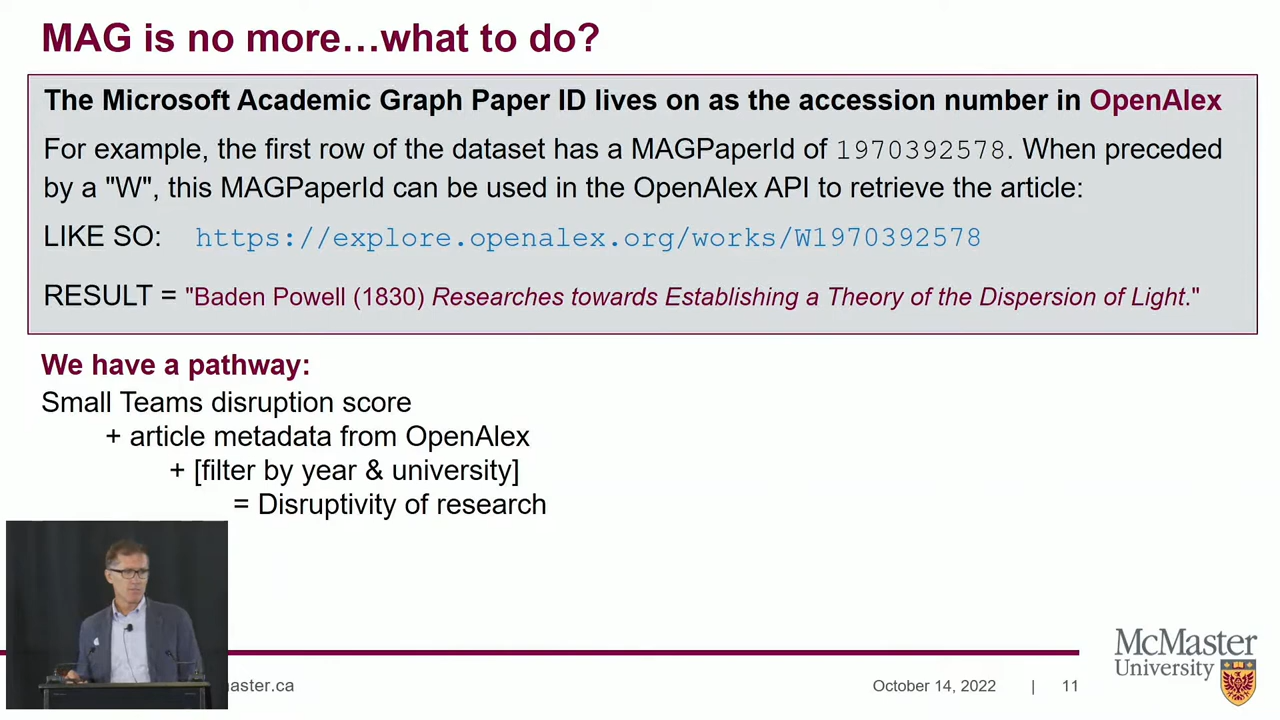 MAG is no more…what to do?
The Microsoft Academic Graph Paper ID lives on as the accession number in OpenAlex
For example, the first row of the dataset has a MAGPaperId of 1970392578. When preceded
by a "W", this MAGPaperId can be used in the OpenAlex API to retrieve the article:
LIKE SO: https://explore.openalex.org/works/W1970392578
RESULT = "Baden Powell (1830) Researches towards Establishing a Theory of the Dispersion of Light."
We have a pathway:
Small Teams disruption score
+ article metadata from OpenAlex
+ [filter by year & university]
= Disruptivity of research
McMaster
University
aster.ca
October 14, 2022 | 11